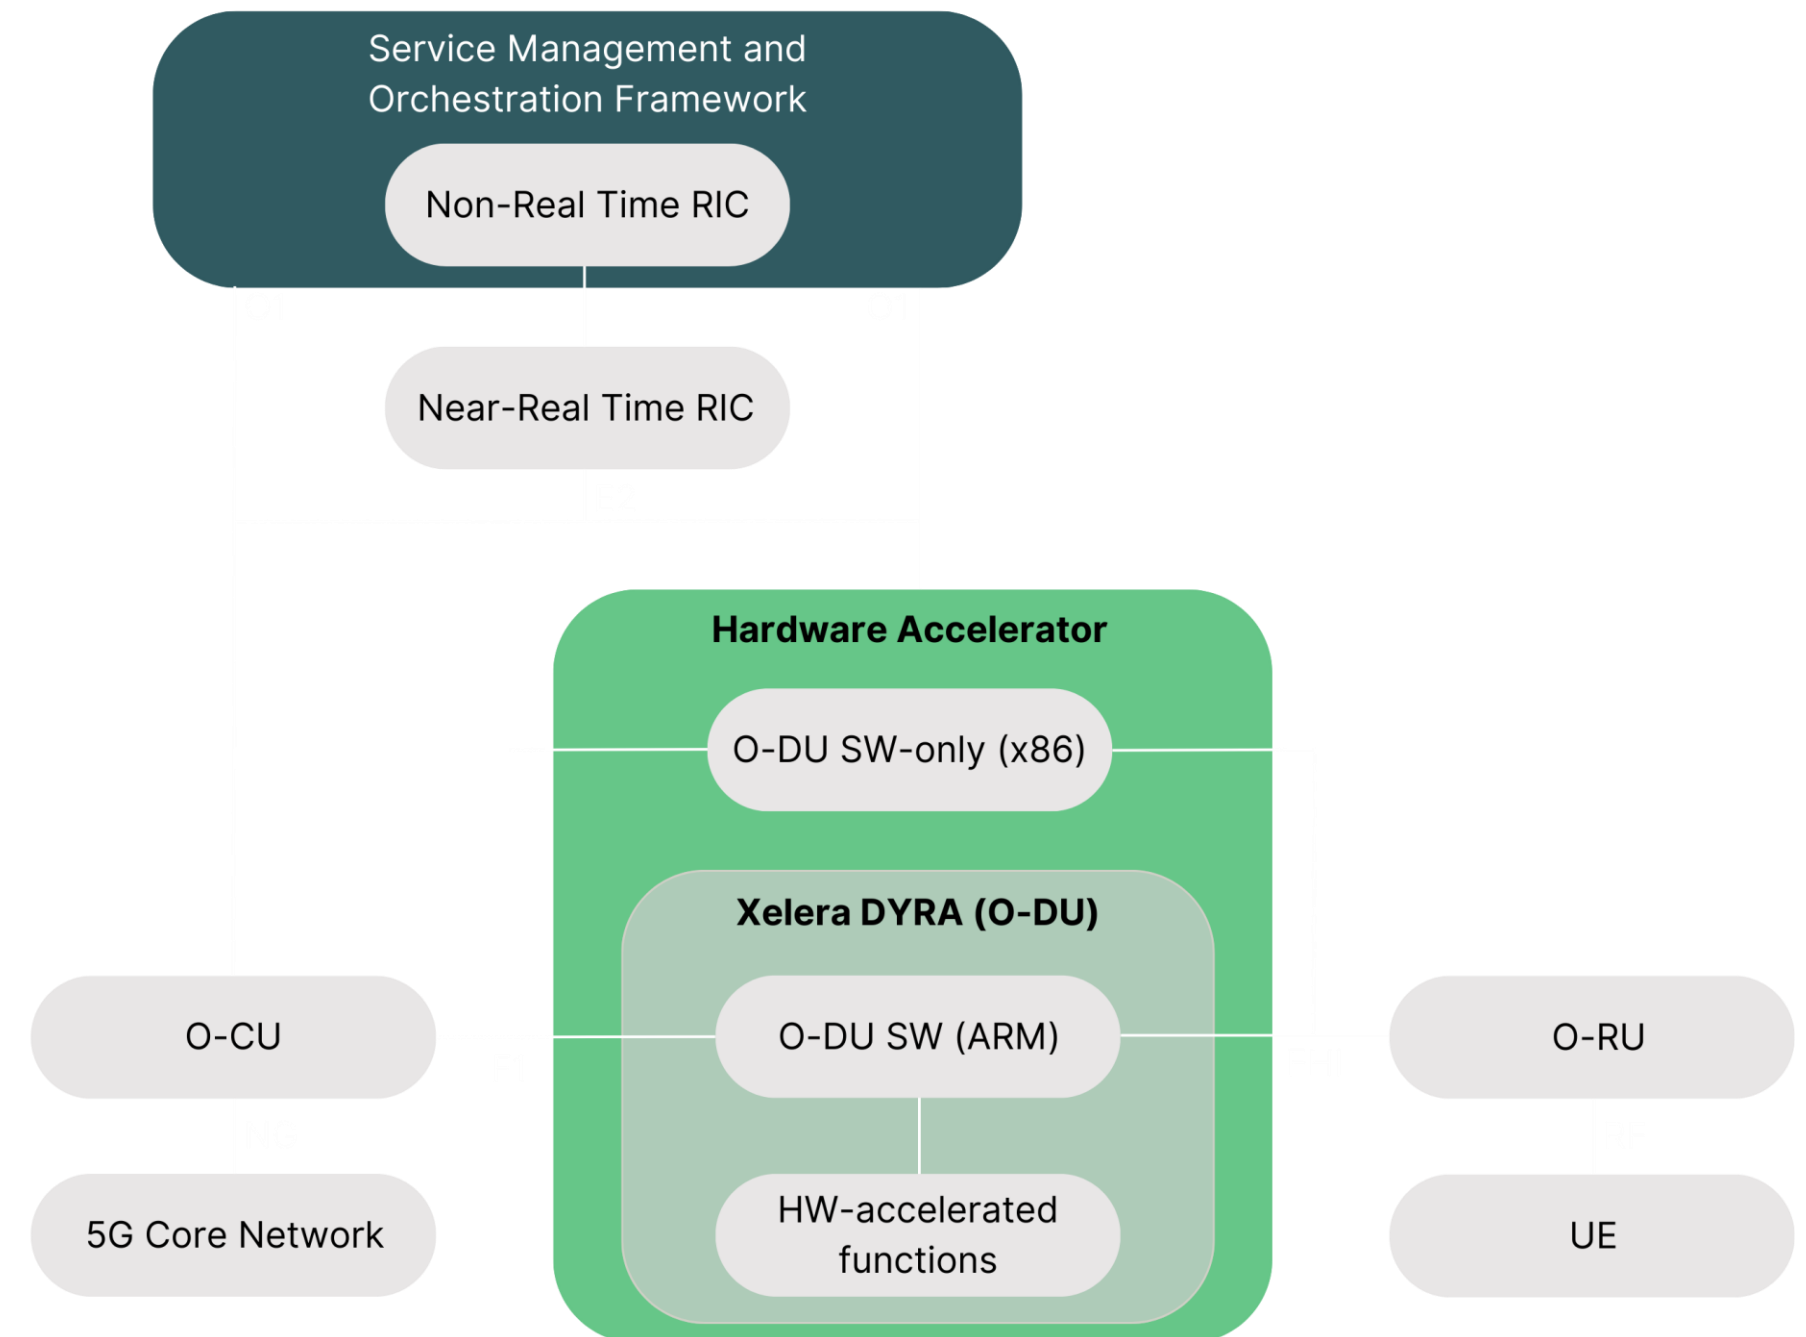 Service Management and
Orchestration Framework
Non-Real Time RIC
Near-Real Time RIC
Hardware Accelerator
O-DU SW-only (x86)
Xelera DYRA (O-DU)
O-CU
O-DU SW (ARM)
O-RU
5G Core Network
HW-accelerated
functions
UE